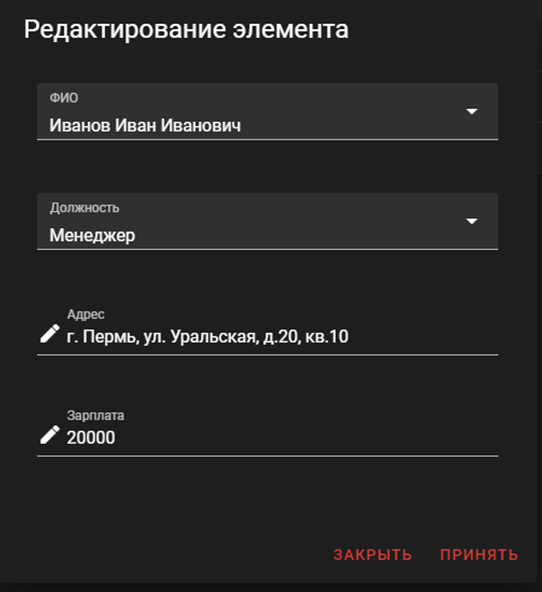 Редактирование элемента
ФИО
Иванов Иван Иванович
Должность
Менеджер
Адрес
г. Пермь, ул. Уральская, д.20, кв.10
Зарплата
20000
ЗАКРЫТЬ ПРИНЯТЬ